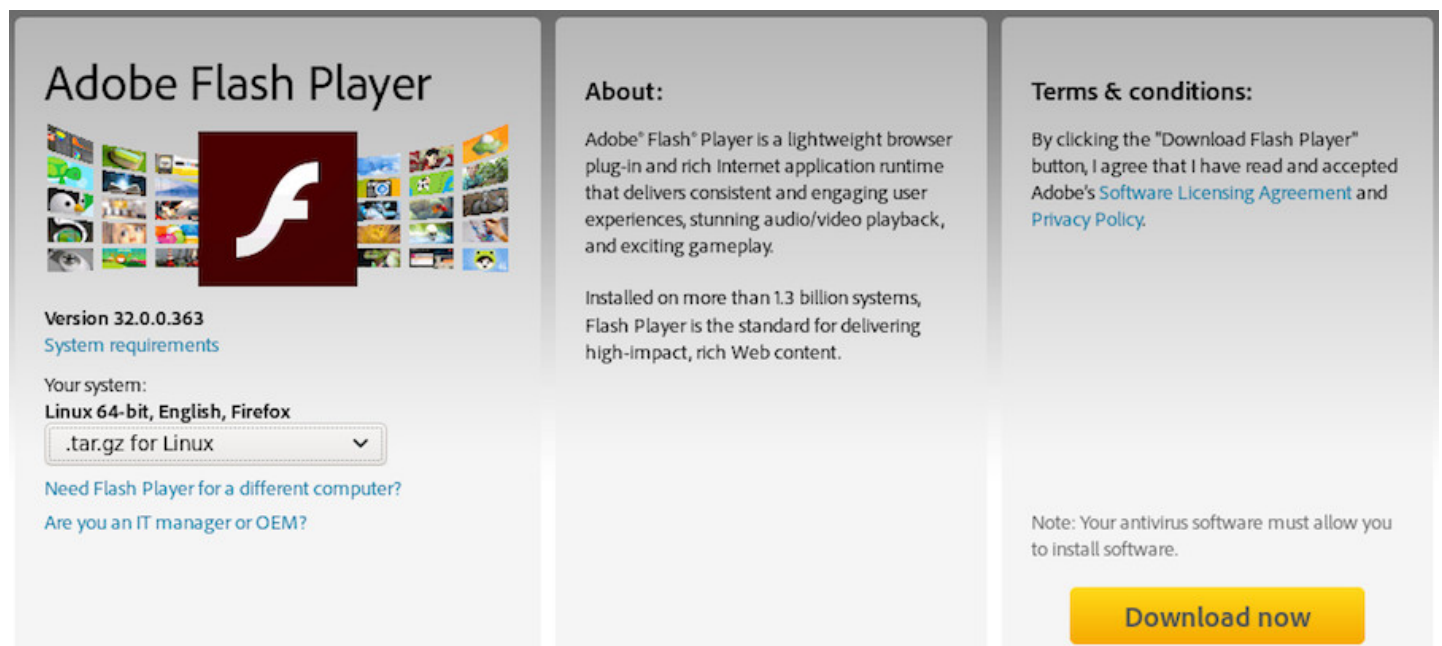 Adobe Flash Player
Version 32.0.0.363
System requirements
Your system:
Linux 64-bit, English, Firefox
.tar.gz for Linux
Need Flash Player for a different computer?
Are you an IT manager or OEM?
About:
Adobe® Flash® Player is a lightweight browser
plug-in and rich Internet application runtime
that delivers consistent and engaging user
experiences, stunning audio/video playback,
and exciting gameplay.
Installed on more than 1.3 billion systems,
Flash Player is the standard for delivering
high-impact, rich Web content.
Terms & conditions:
By clicking the "Download Flash Player"
button, I agree that I have read and accepted
Adobe's Software Licensing Agreement and
Privacy Policy.
Note: Your antivirus software must allow you
to install software.
Download now